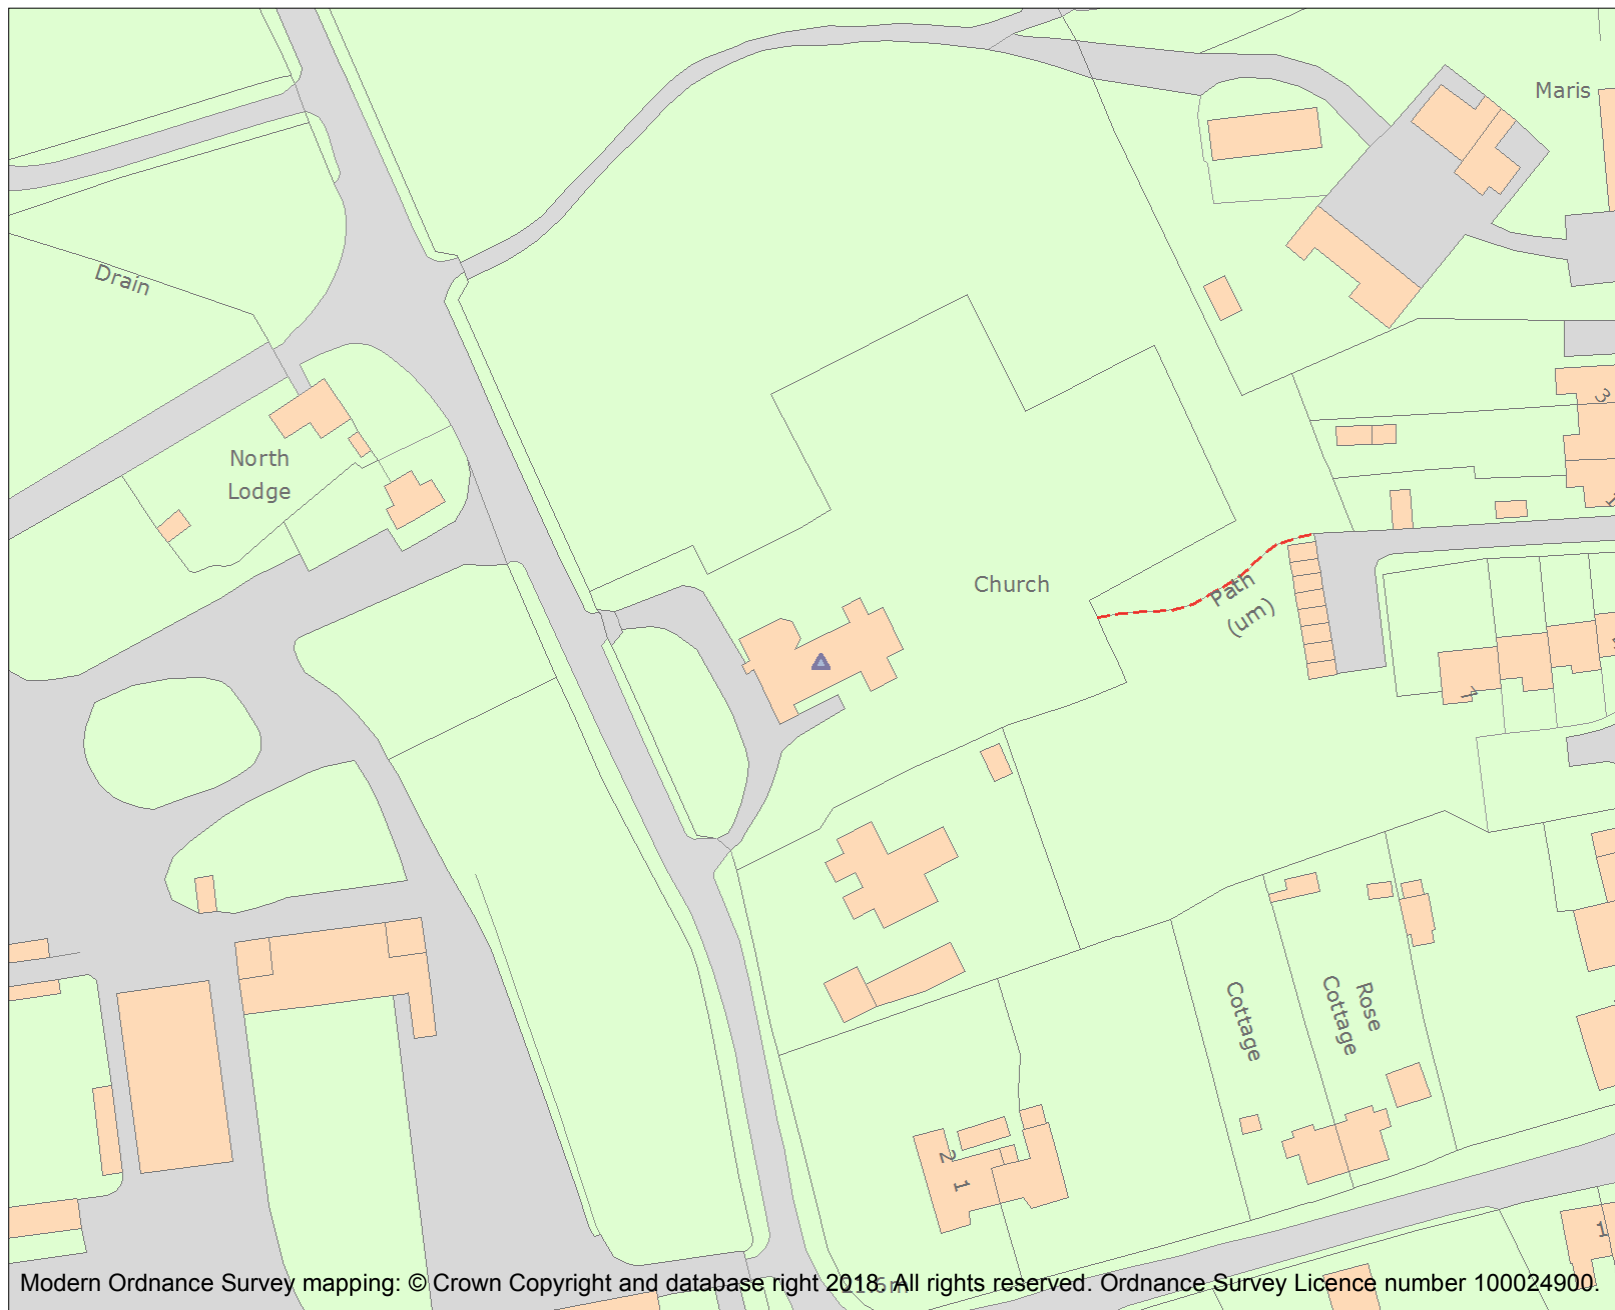 Maris
Drain
North
Lodge
3
1
Church
Path
(um)
7
Cottage
Rose
Cottage
2
1
1
Modern Ordnance Survey mapping: © Crown Copyright and database right 2018. All rights reserved. Ordnance Survey Licence number 100024900.